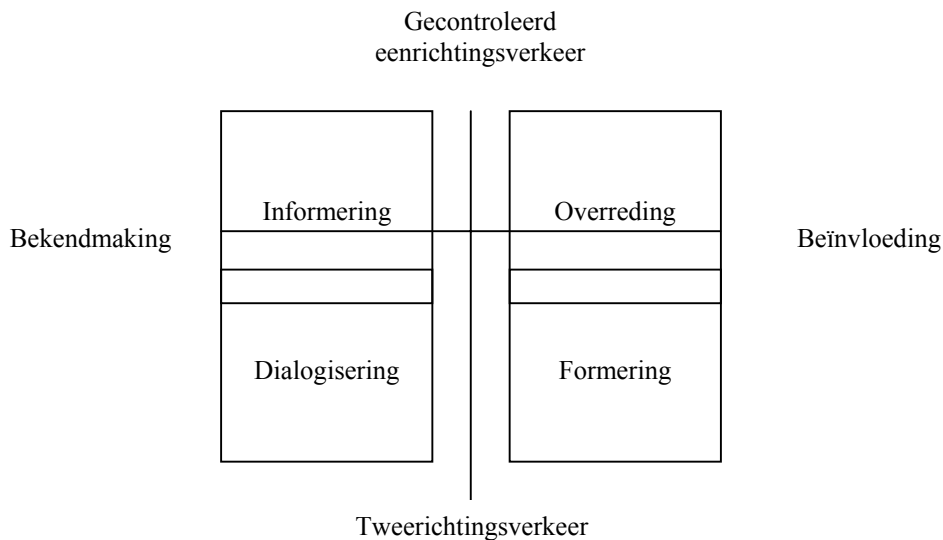 Gecontroleerd
eenrichtingsverkeer
Informering
Overreding
Bekendmaking
Beïnvloeding
Dialogisering
Formering
Tweerichtingsverkeer